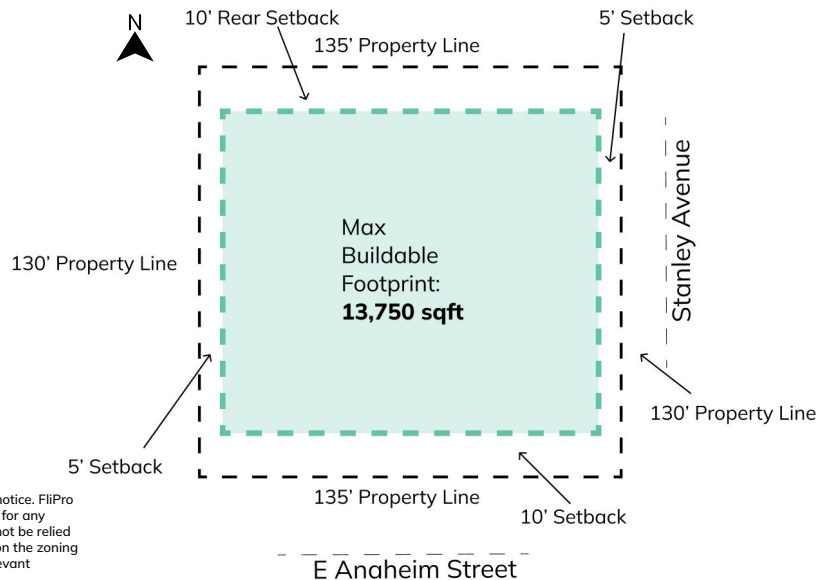 N
10’ Rear Setback
5’ Setback
135’ Property Line
Max
Buildable
Footprint:
13,750 sqft
130’ Property Line
Stanley Avenue
130’ Property Line
5’ Setback
135’ Property Line
10’ Setback
notice. FliPro
for any
not be relied
on the zoning
evant
E Anaheim Street